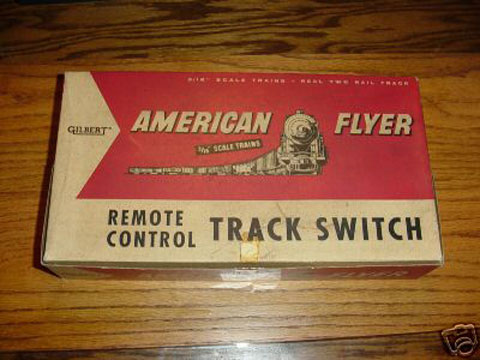 3/16" SCALE TRAINS - REAL TWO RAIL TRACK
GILBERT
AMERICAN FLYER
3/16" SCALE TRAINS
REMOTE CONTROL
TRACK SWITCH
FLYER